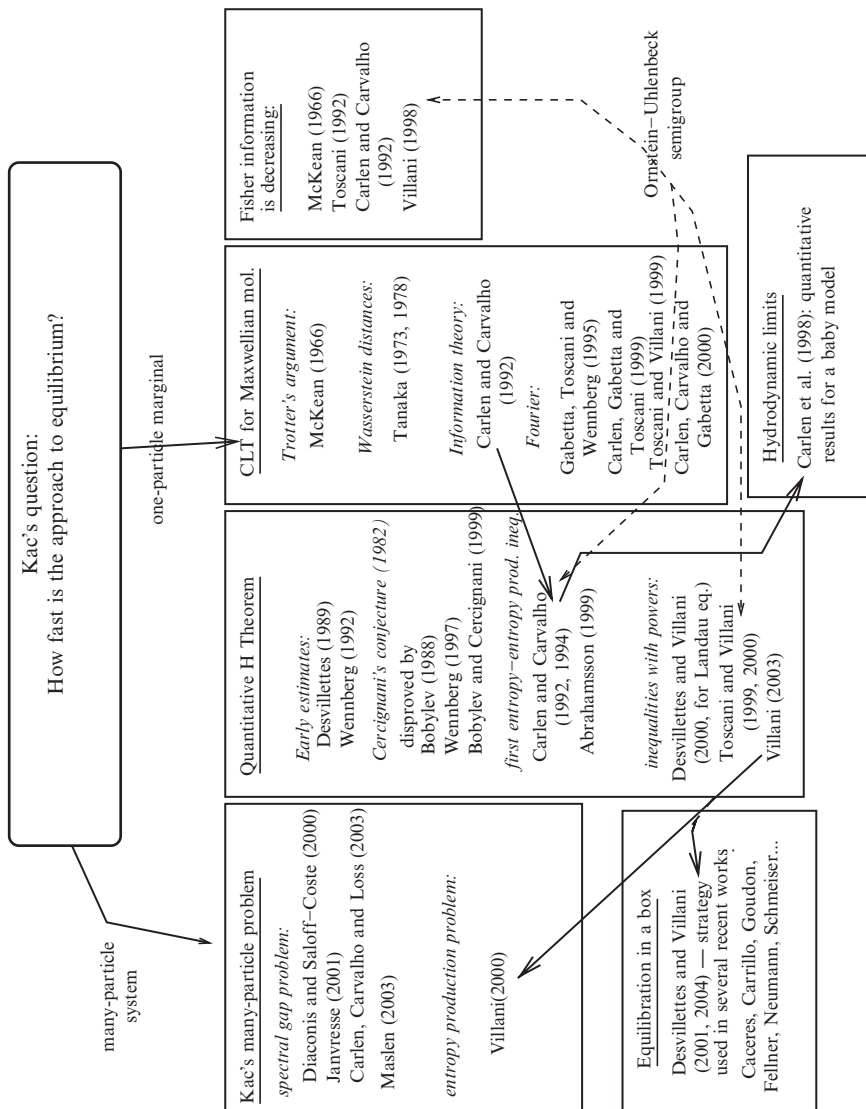 Kac's question:
How fast is the approach to equilibrium?
many-particle
system
one-particle marginal
Kac's many-particle problem
spectral gap problem:
Diaconis and Saloff-Coste (2000)
Janvresse (2001)
Carlen, Carvalho and Loss (2003)
Maslen (2003)
entropy production problem:
Villani(2000)
Quantitative H Theorem
Early estimates:
Desvillettes (1989)
Wennberg (1992)
Cercignani's conjecture (1982)
disproved by
Bobylev (1988)
Wennberg (1997)
Bobylev and Cercignani (1999)
first entropy-entropy prod. ineq.
Carlen and Carvalho
(1992, 1994)
Abrahamsson (1999)
inequalities with powers:
Desvillettes and Villani
(2000, for Landau eq.)
Toscani and Villani
(1999, 2000)
Villani (2003)
CLT for Maxwellian mol.
Trotter's argument:
McKean (1966)
Wasserstein distances:
Tanaka (1973, 1978)
Information theory:
Carlen and Carvalho
(1992)
Fourier:
Gabetta, Toscani and
Wennberg (1995)
Carlen, Gabetta and
Toscani (1999)
Toscani and Villani (1999)
Carlen, Carvalho and
Gabetta (2000)
Fisher information
is decreasing:
McKean (1966)
Toscani (1992)
Carlen and Carvalho
(1992)
Villani (1998)
Ornstein-Uhlenbeck
semigroup
Equilibration in a box
Desvillettes and Villani
(2001, 2004) — strategy
used in several recent works
Caceres, Carrillo, Goudon,
Fellner, Neumann, Schmeiser...
Hydrodynamic limits
Carlen et al. (1998): quantitative
results for a baby model